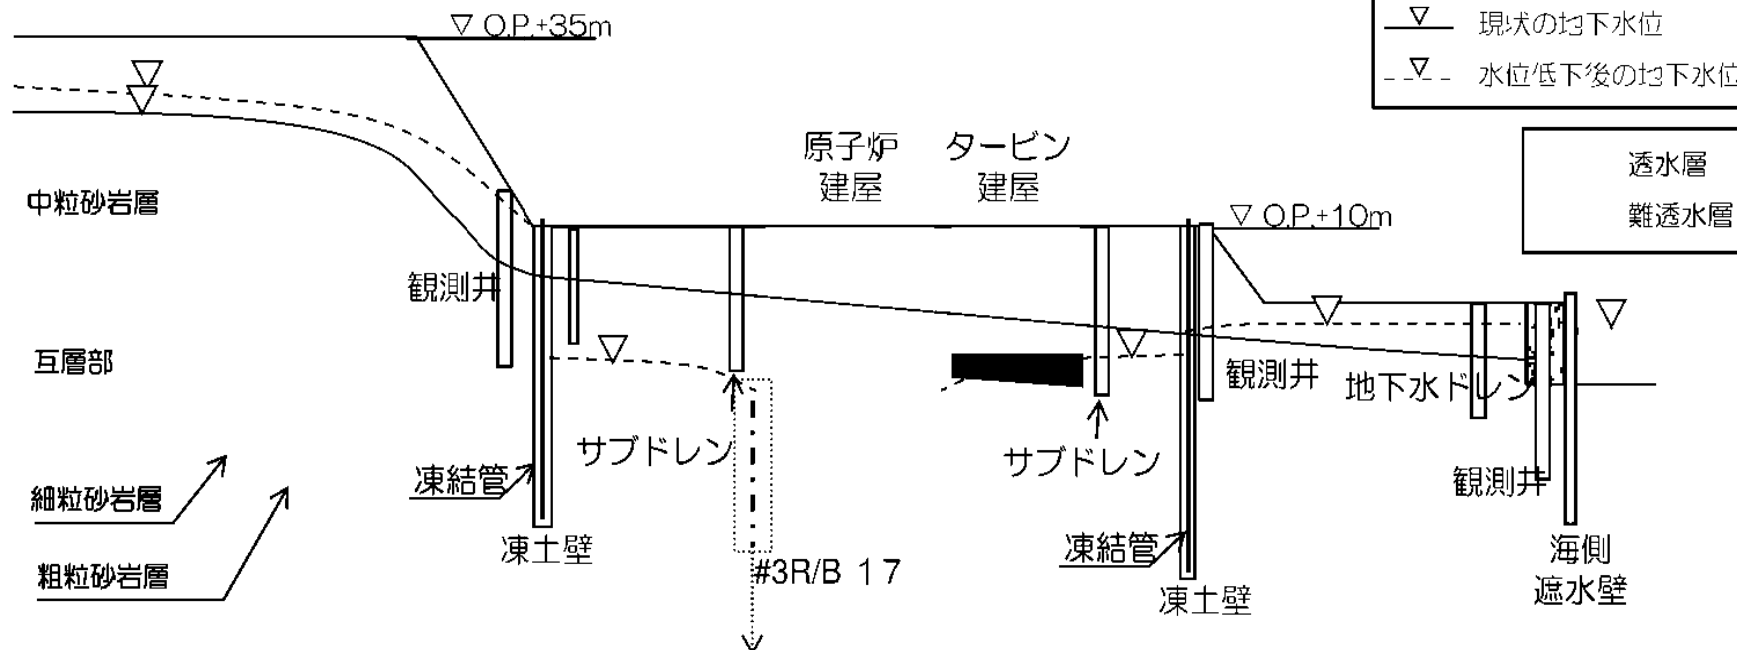 ▽ O.P.+35m
現状の地下水位
水位低下後の地下水位
原子炉
建屋
タービン
建屋
透水層
難透水層
中粒砂岩層
▽ O.P.+10m
観測井
互層部
観測井
地下水ドレン
サブドレン
サブドレン
凍結管
観測井
細粒砂岩層
凍土壁
凍結管
海側
遮水壁
粗粒砂岩層
#3R/B 17
凍土壁